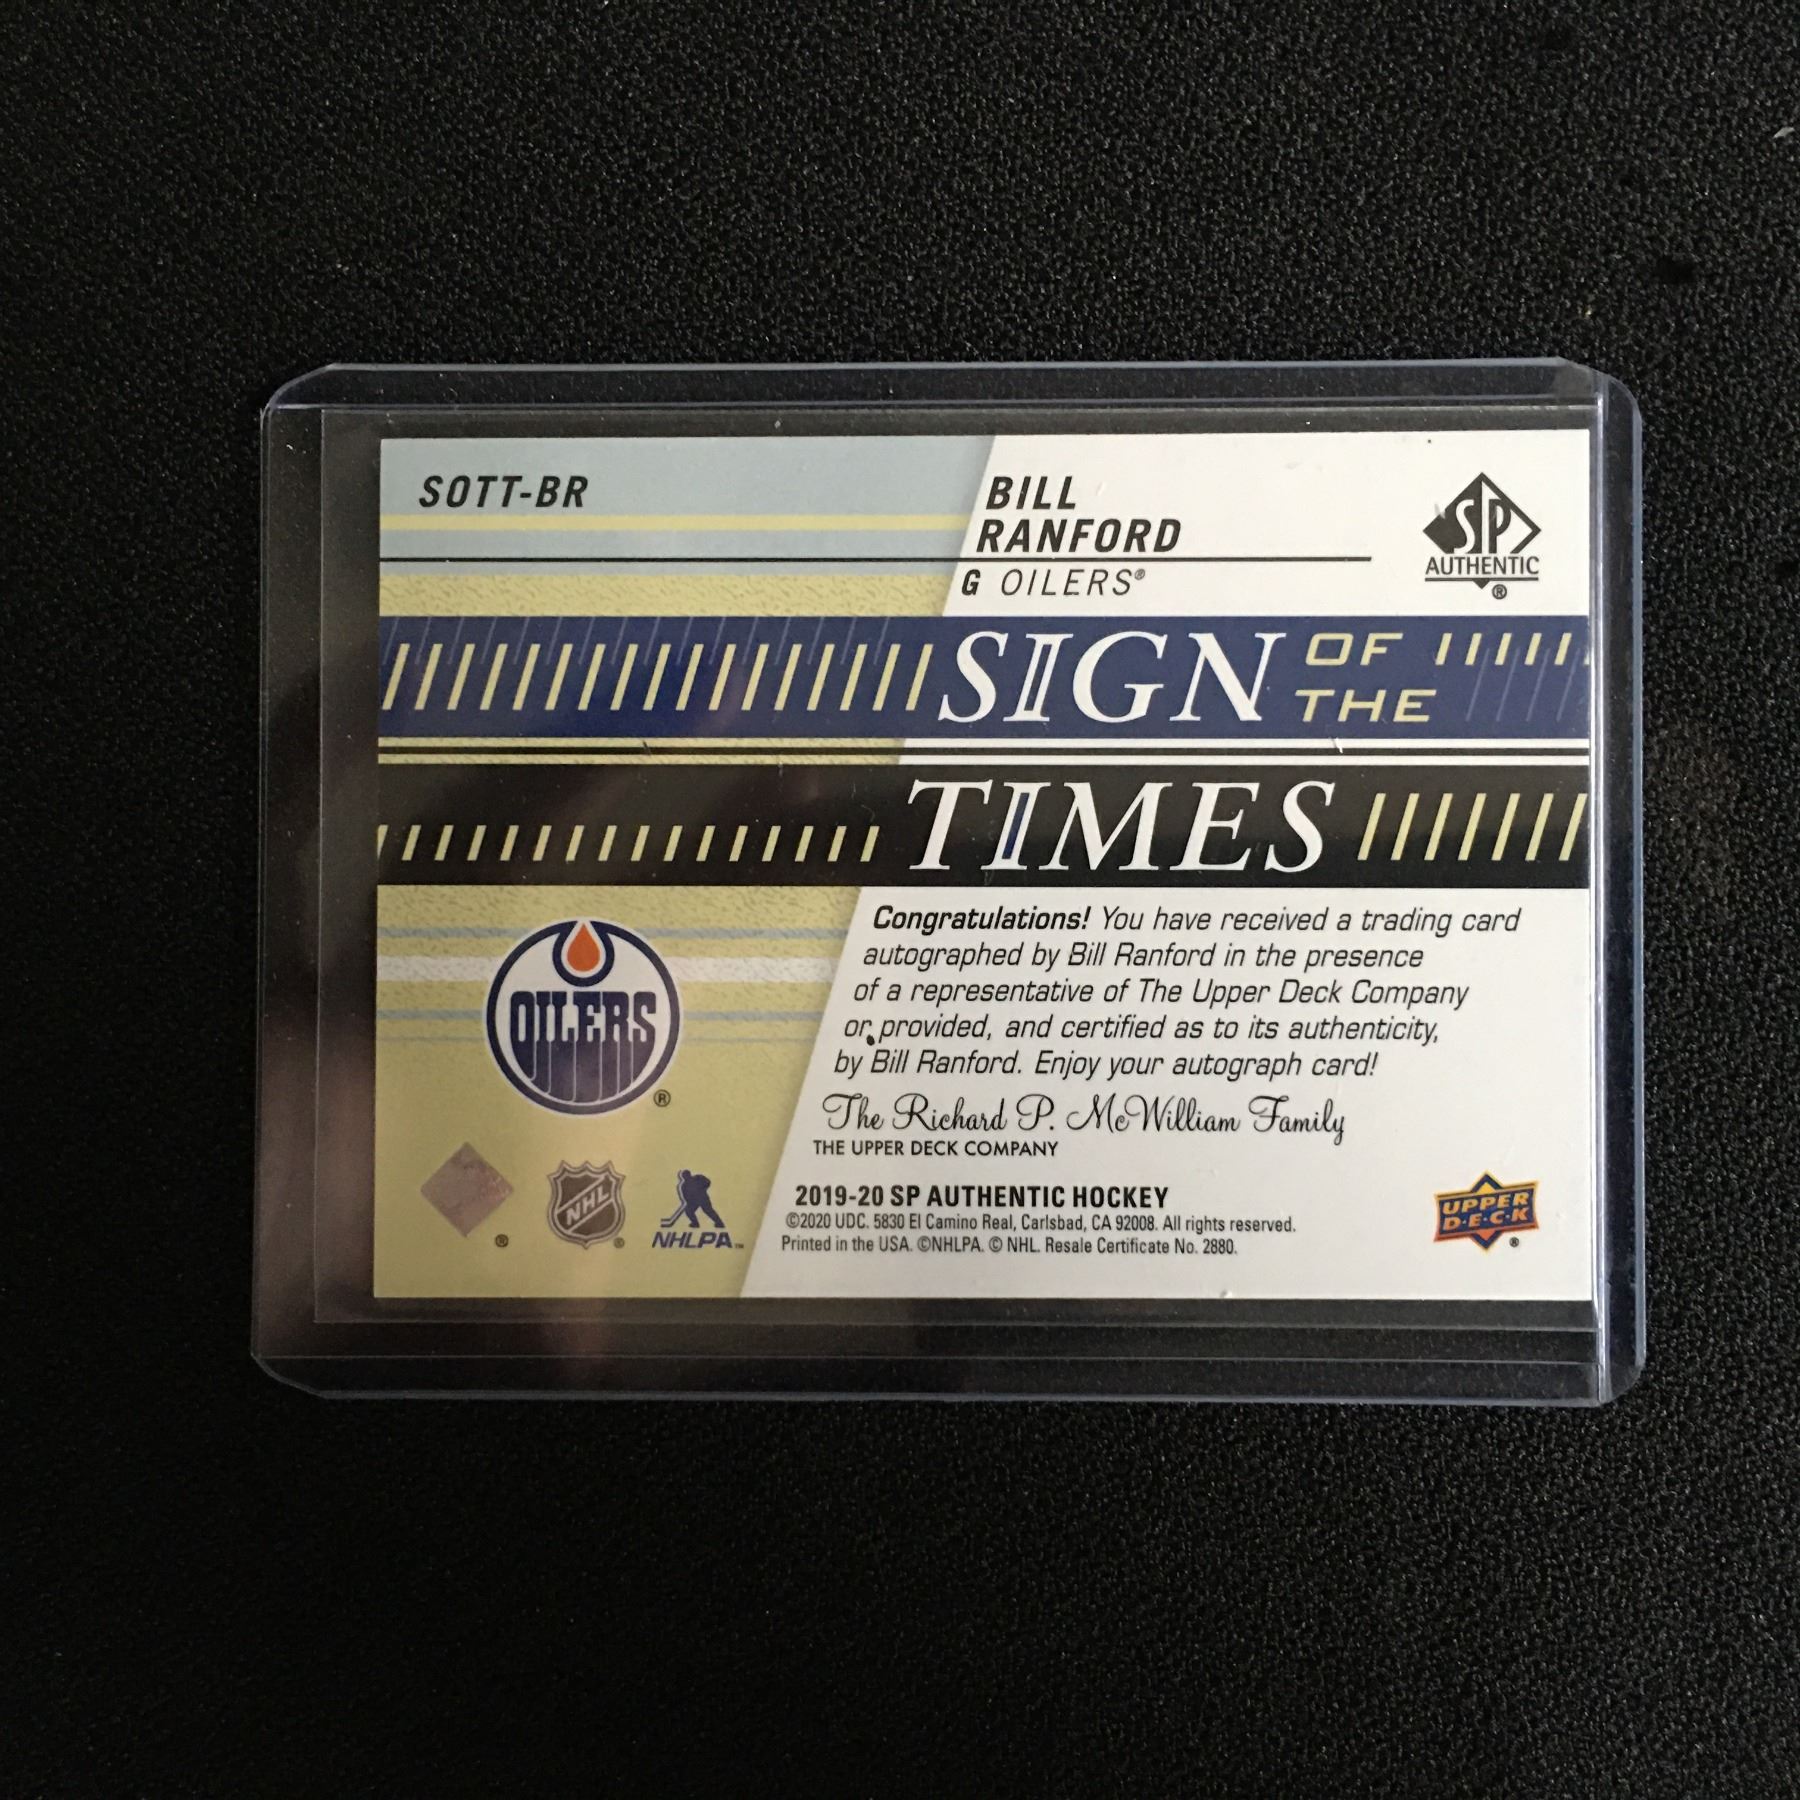 SOTT-BR
BILL
RANFORD
G OILERS®
SP
AUTHENTIC
®
SIGN OF THE
TIMES
Congratulations! You have received a trading card
autographed by Bill Ranford in the presence
of a representative of The Upper Deck Company
or provided, and certified as to its authenticity,
by Bill Ranford. Enjoy your autograph card!
The Richard P. McWilliam Family
THE UPPER DECK COMPANY
2019-20 SP AUTHENTIC HOCKEY
©2020 UDC. 5830 El Camino Real, Carlsbad, CA 92008. All rights reserved.
Printed in the USA. ©NHLPA. © NHL. Resale Certificate No. 2880.
OILERS
®
®
NHL
®
NHLPA™
UPPER
D·E·C·K
®